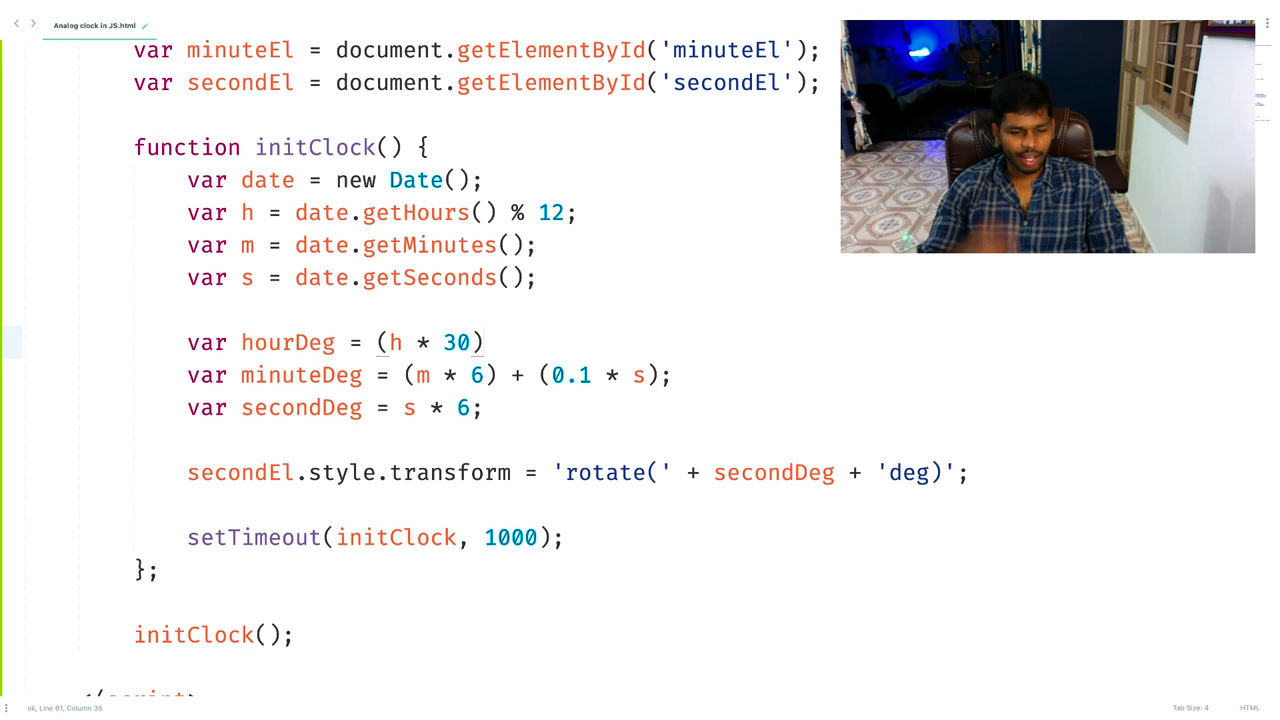 Analog clock in JS.html
var minuteEl = document.getElementById('minuteEl');
var secondEl = document.getElementById('secondEl');
function initClock() {
var date = new Date();
var h = date.getHours() % 12;
var m = date.getMinutes();
var s = date.getSeconds();
var hourDeg = (h * 30)
var minuteDeg = (m * 6) + (0.1 * s);
var secondDeg = s * 6;
secondEl.style.transform = 'rotate(' + secondDeg + 'deg)';
setTimeout(initClock, 1000);
};
initClock();
</script>
ok, Line 61, Column 35
Tab Size: 4
HTML